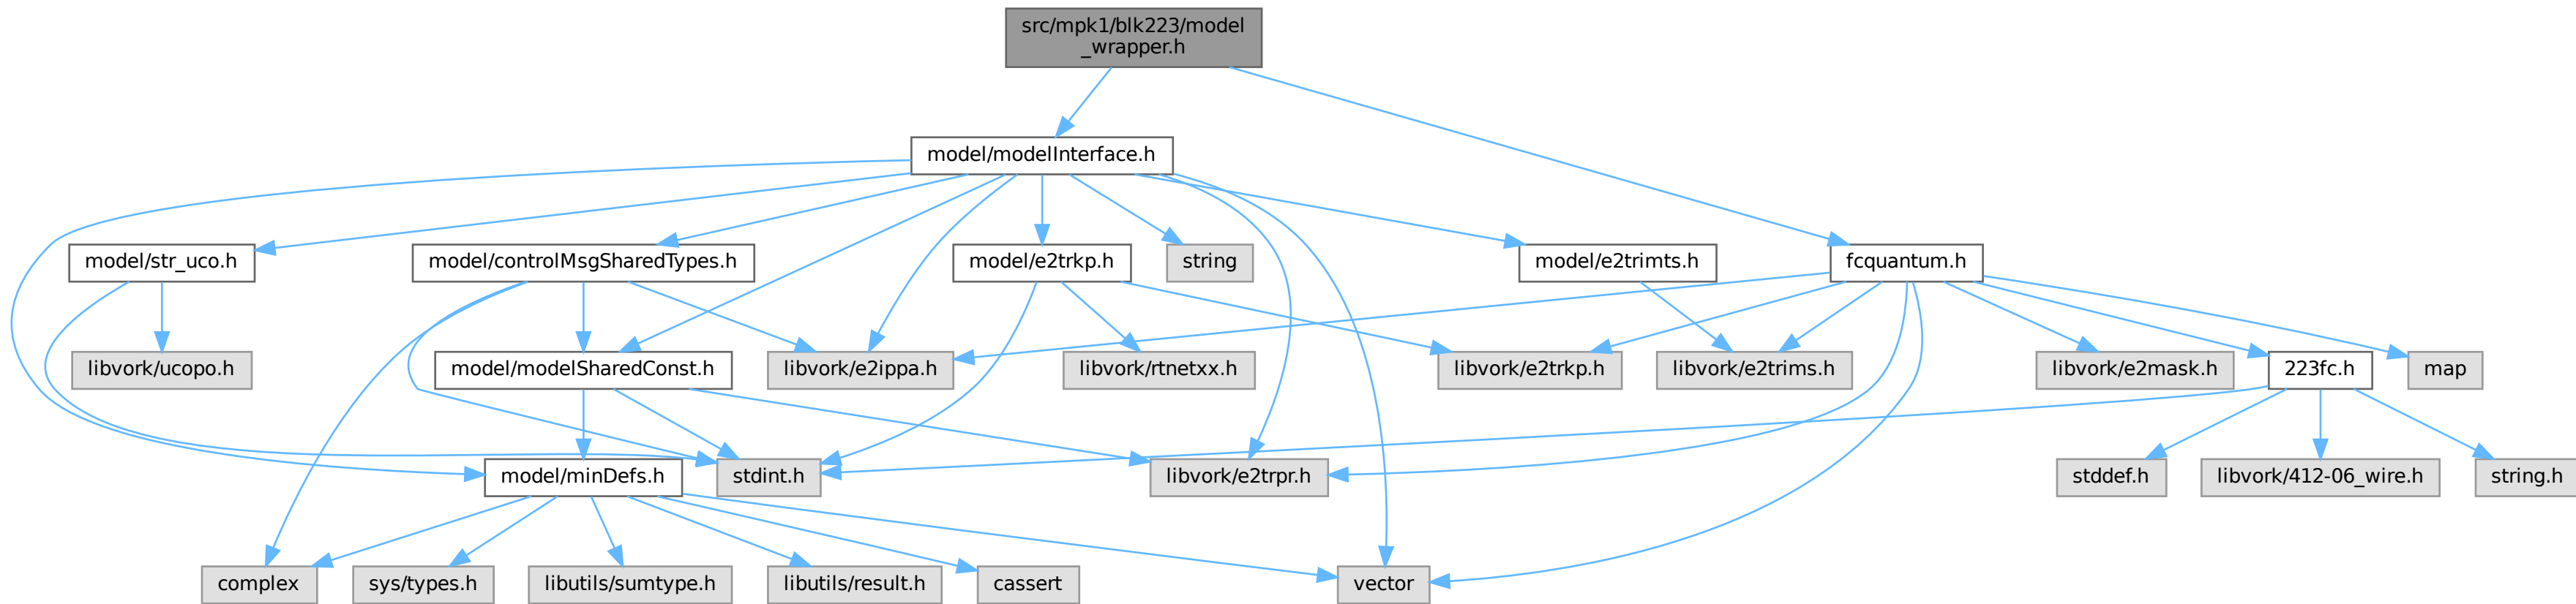 src/mpk1/blk223/model
_wrapper.h
model/modelInterface.h
model/str_uco.h
model/controlMsgSharedTypes.h
model/e2trkp.h
string
model/e2trimts.h
fcquantum.h
libvork/ucopo.h
model/modelSharedConst.h
libvork/e2ippa.h
libvork/rtnetxx.h
libvork/e2trkp.h
libvork/e2trims.h
libvork/e2mask.h
223fc.h
map
model/minDefs.h
stdint.h
libvork/e2trpr.h
stddef.h
libvork/412-06_wire.h
string.h
complex
sys/types.h
libutils/sumtype.h
libutils/result.h
cassert
vector